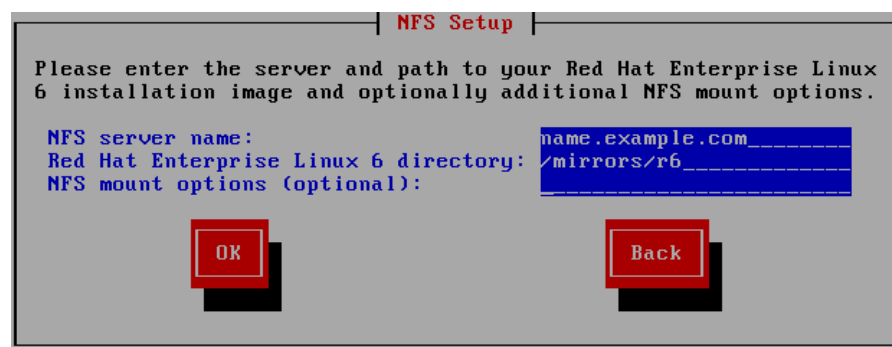 NFS Setup
Please enter the server and path to your Red Hat Enterprise Linux
6 installation image and optionally additional NFS mount options.
NFS server name: name.example.com________
Red Hat Enterprise Linux 6 directory: /mirrors/r6_____________
NFS mount options (optional): ________________________
OK Back